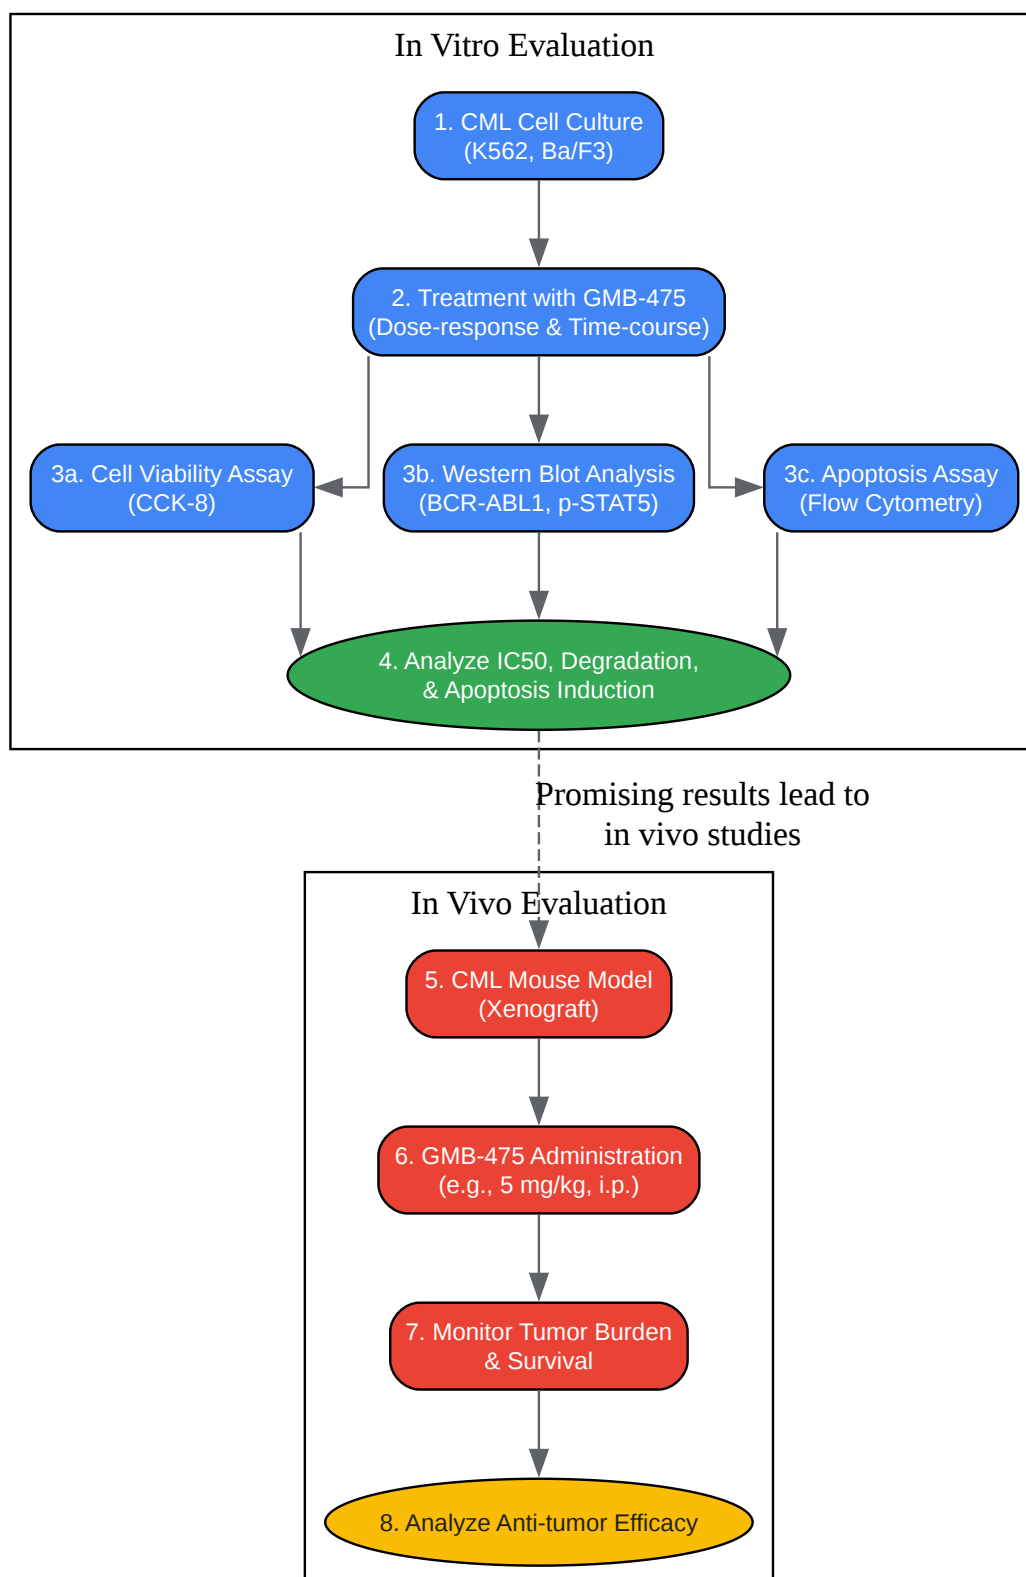 In Vitro Evaluation
1. CML Cell Culture
(K562, Ba/F3)
2. Treatment with GMB-475
(Dose-response & Time-course)
3a. Cell Viability Assay
(CCK-8)
3b. Western Blot Analysis
(BCR-ABL1, p-STAT5)
3c. Apoptosis Assay
(Flow Cytometry)
4. Analyze IC50, Degradation,
& Apoptosis Induction
Promising results lead to
in vivo studies
In Vivo Evaluation
5. CML Mouse Model
(Xenograft)
6. GMB-475 Administration
(e.g., 5 mg/kg, i.p.)
7. Monitor Tumor Burden
& Survival
8. Analyze Anti-tumor Efficacy